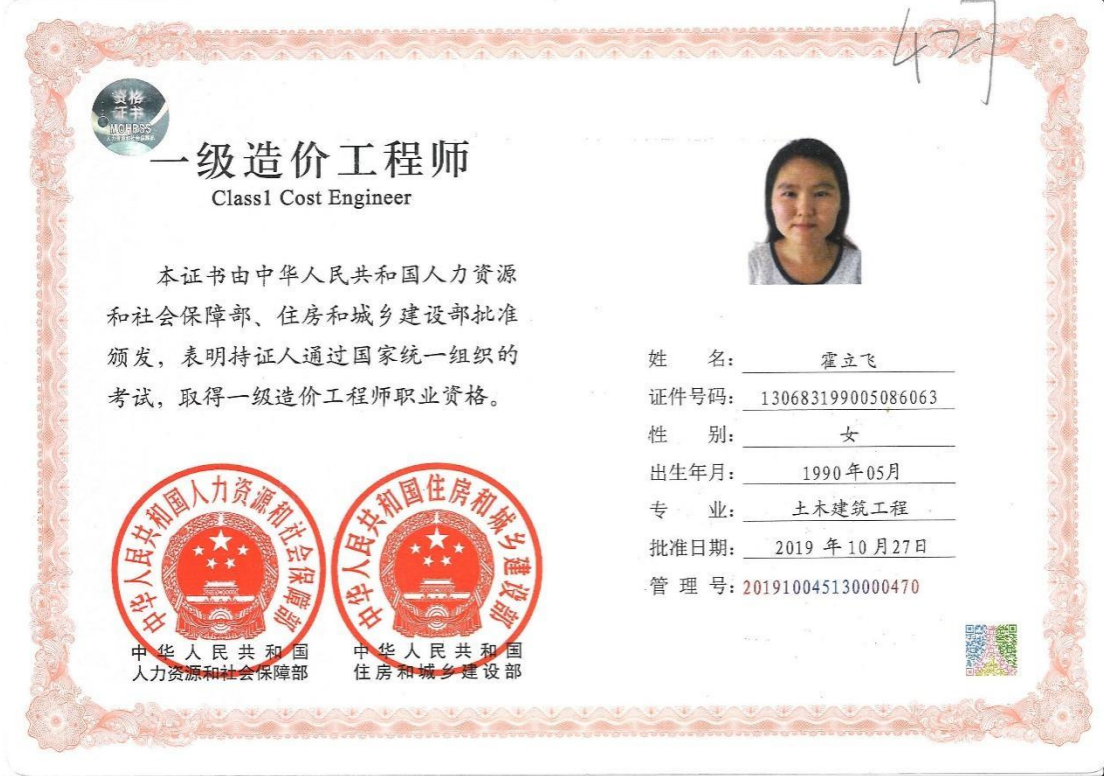 427
资格
证书
MOHRSS
一级造价工程师
Class1 Cost Engineer
本证书由中华人民共和国人力资源
和社会保障部、住房和城乡建设部批准
颁发，表明持证人通过国家统一组织的
考试，取得一级造价工程师职业资格。
中华人民共和国人力资源和社会保障部
中华人民共和国住房和城乡建设部
中华人民共和国
人力资源和社会保障部
中华人民共和国
住房和城乡建设部
姓 名： 霍立飞
证件号码： 130683199005086063
性 别： 女
出生年月： 1990年05月
专 业： 土木建筑工程
批准日期： 2019 年 10 月27日
管 理 号： 201910045130000470